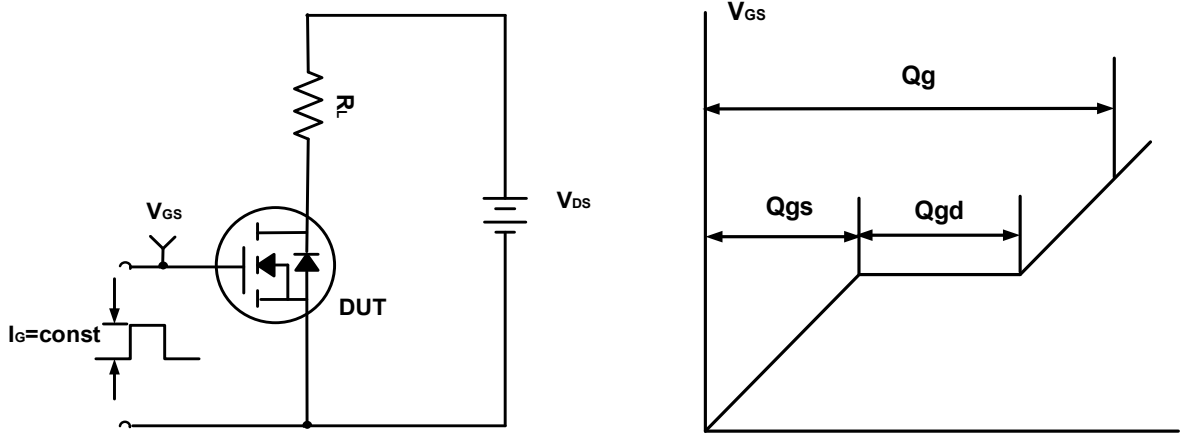 RL
VGS
VDS
DUT
IG=const
VGS
Qg
Qgs
Qgd